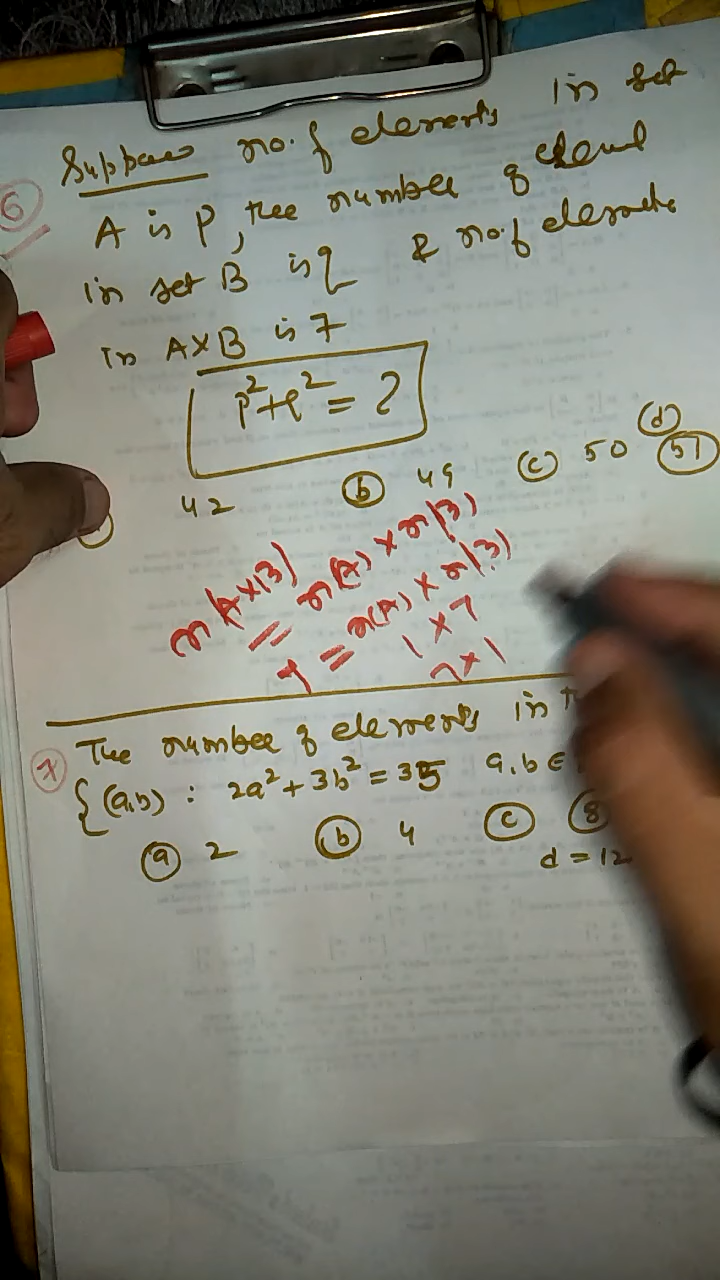 6
Suppose no. of elements in set
A is P, the number of element
in set B is q & no. of elements
in A×B is 7
P²+q² = ?
42 (b) 49 (c) 50 (d) 51
n(A×B) = n(A) × n(B)
7 = n(A) × n(B)
1 × 7
7 × 1
7 The number of elements in
{(a,b) : 2a²+3b² = 35 a,b ∈
(a) 2 (b) 4 (c) 8
d = 12